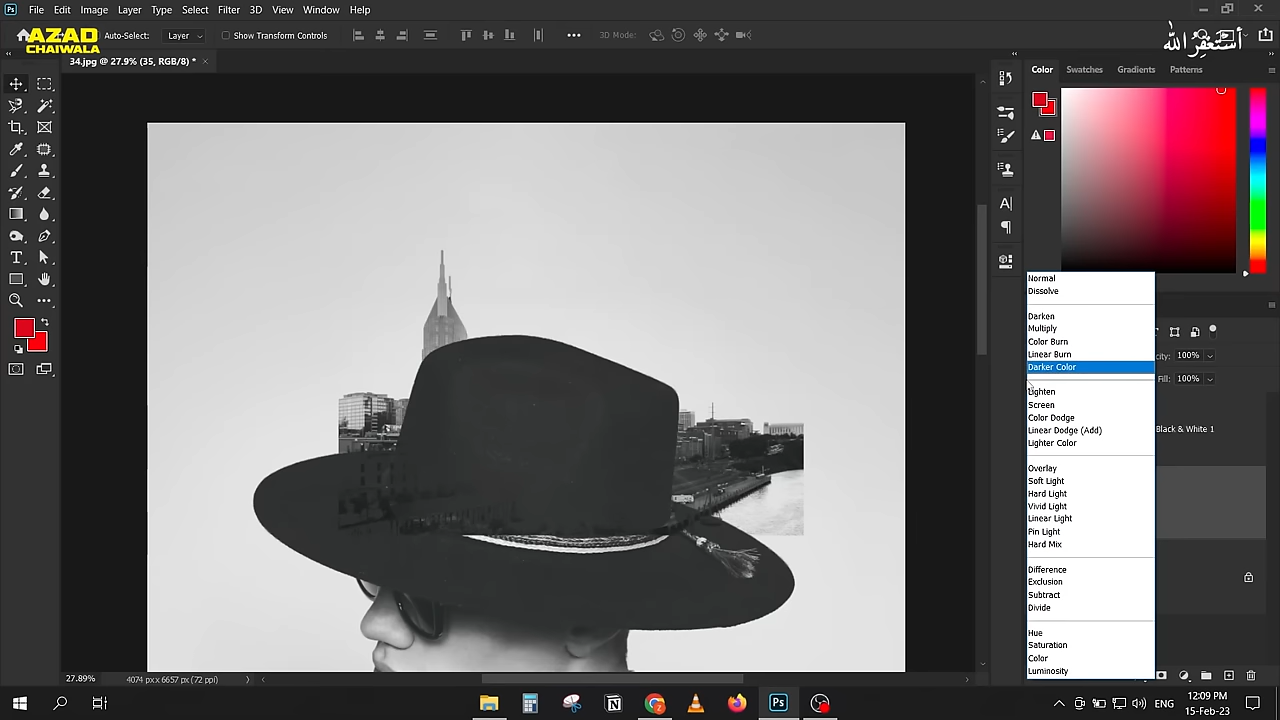 File Edit Image Layer Type Select Filter 3D View Window Help
AZAD
CHAIWALA
Auto-Select: Layer Show Transform Controls 3D Mode:
أستغفر الله
34.jpg @ 27.9% (35, RGB/8) *
Color Swatches Gradients Patterns
Normal
Dissolve
Darken
Multiply
Color Burn
Linear Burn
Darker Color
Lighten
Screen
Color Dodge
Linear Dodge (Add)
Lighter Color
Overlay
Soft Light
Hard Light
Vivid Light
Linear Light
Pin Light
Hard Mix
Difference
Exclusion
Subtract
Divide
Hue
Saturation
Color
Luminosity
100%
Fill: 100%
Black & White 1
27.89% 4074 px x 6657 px (72 ppi)
ENG
12:09 PM
15-Feb-23